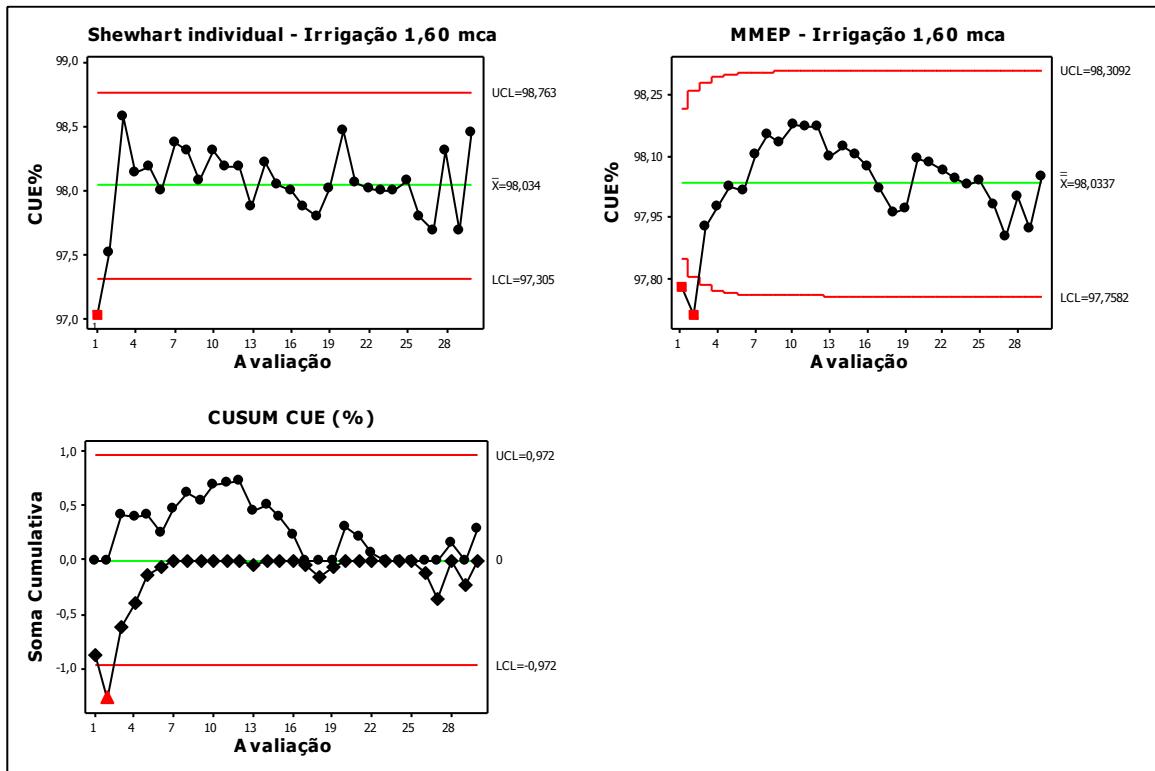 Shewhart individual - Irrigação 1,60 mca
99,0
98,5
98,0
97,5
97,0
CUE%
UCL=98,763
X̄=98,034
LCL=97,305
1
1 4 7 10 13 16 19 22 25 28
Avaliação
MMEP - Irrigação 1,60 mca
98,25
98,10
97,95
97,80
CUE%
UCL=98,3092
X̿=98,0337
LCL=97,7582
1 4 7 10 13 16 19 22 25 28
Avaliação
CUSUM CUE (%)
1,0
0,5
0,0
-0,5
-1,0
Soma Cumulativa
UCL=0,972
0
LCL=-0,972
1 4 7 10 13 16 19 22 25 28
Avaliação